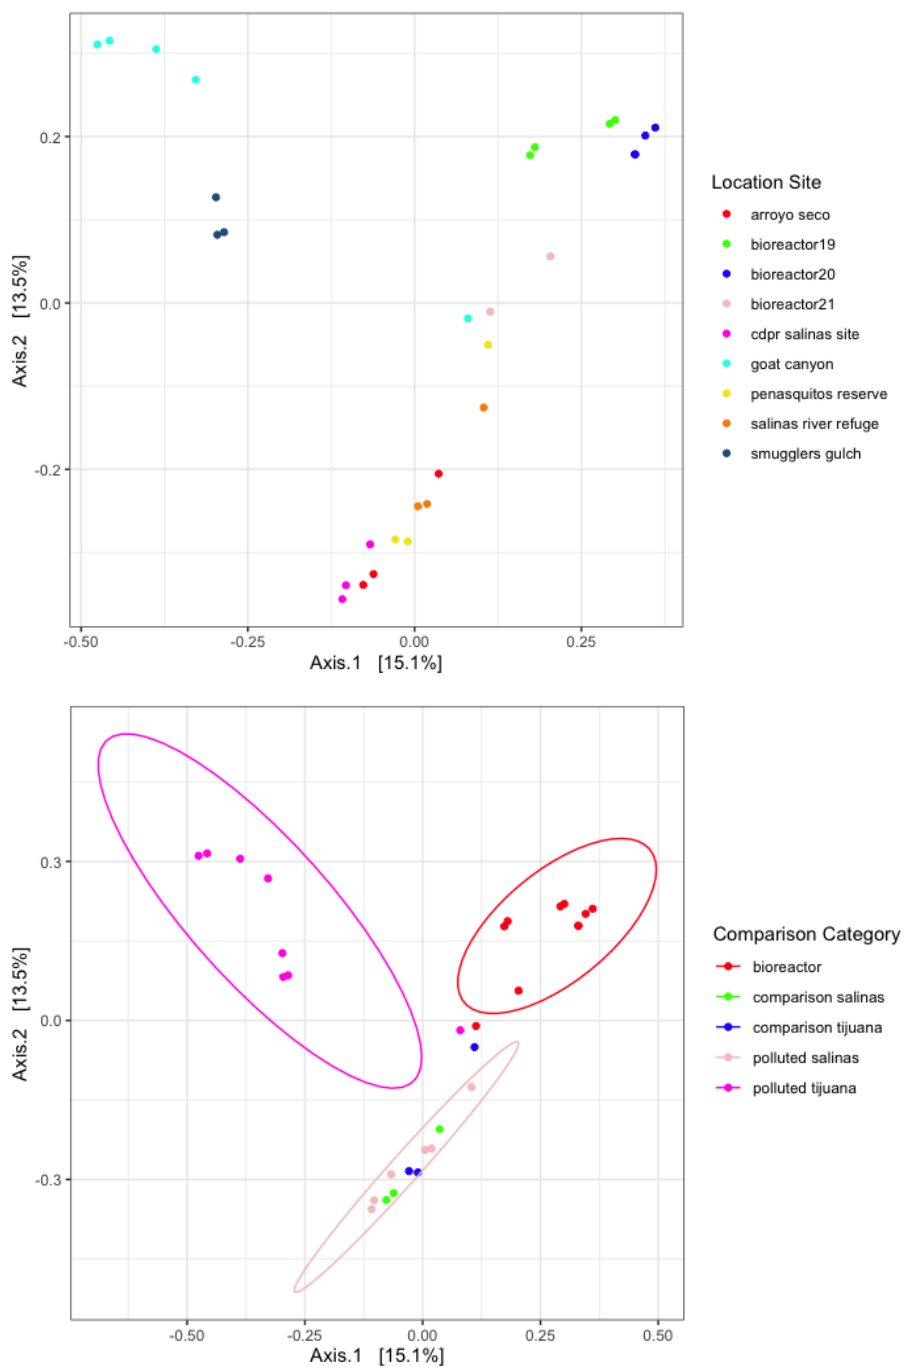 0.2
0.0
-0.2
Axis.2 [13.5%]
-0.50
-0.25
0.00
0.25
Axis.1 [15.1%]
Location Site
arroyo seco
bioreactor19
bioreactor20
bioreactor21
cdpr salinas site
goat canyon
penasquitos reserve
salinas river refuge
smugglers gulch
0.3
0.0
-0.3
Axis.2 [13.5%]
-0.50
-0.25
0.00
0.25
0.50
Axis.1 [15.1%]
Comparison Category
bioreactor
comparison salinas
comparison tijuana
polluted salinas
polluted tijuana